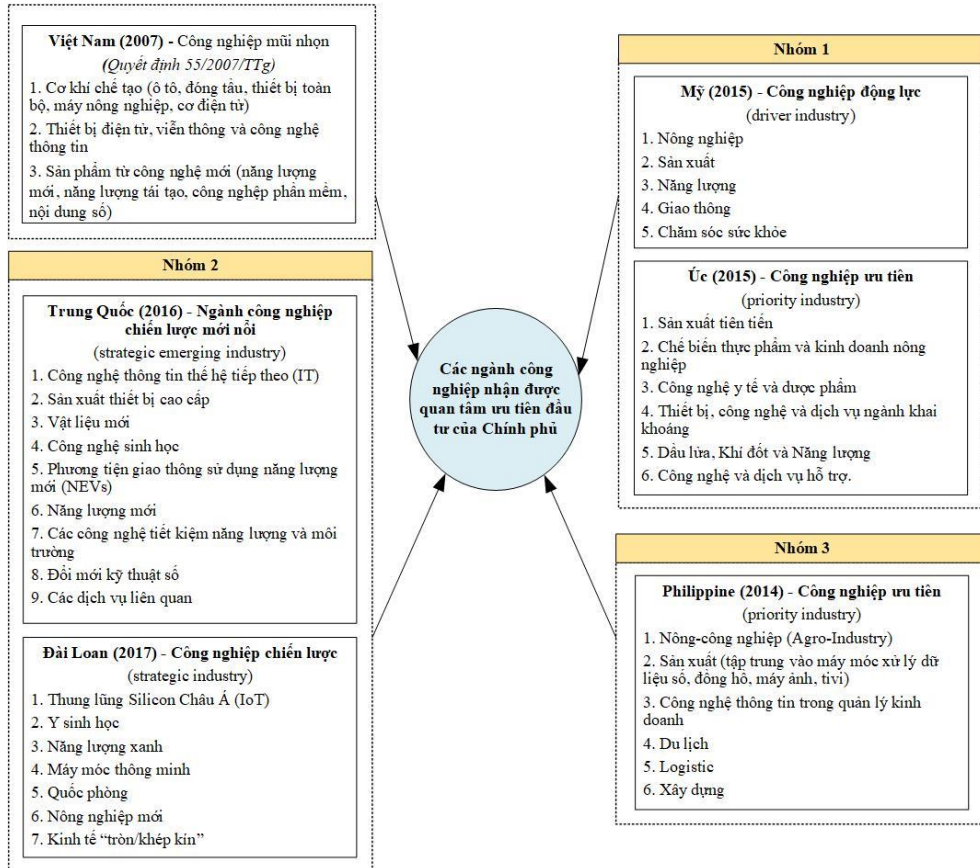 Việt Nam (2007) - Công nghiệp mũi nhọn
(Quyết định 55/2007/TTg)
1. Cơ khí chế tạo (ô tô, đóng tầu, thiết bị toàn
bộ, máy nông nghiệp, cơ điện tử)
2. Thiết bị điện tử, viễn thông và công nghệ
thông tin
3. Sản phẩm từ công nghệ mới (năng lượng
mới, năng lượng tái tạo, công nghệp phần mềm,
nội dung số)
Nhóm 2
Trung Quốc (2016) - Ngành công nghiệp
chiến lược mới nổi
(strategic emerging industry)
1. Công nghệ thông tin thế hệ tiếp theo (IT)
2. Sản xuất thiết bị cao cấp
3. Vật liệu mới
4. Công nghệ sinh học
5. Phương tiện giao thông sử dụng năng lượng
mới (NEVs)
6. Năng lượng mới
7. Các công nghệ tiết kiệm năng lượng và môi
trường
8. Đổi mới kỹ thuật số
9. Các dịch vụ liên quan
Đài Loan (2017) - Công nghiệp chiến lược
(strategic industry)
1. Thung lũng Silicon Châu Á (IoT)
2. Y sinh học
3. Năng lượng xanh
4. Máy móc thông minh
5. Quốc phòng
6. Nông nghiệp mới
7. Kinh tế “tròn/khép kín”
Các ngành công
nghiệp nhận được
quan tâm ưu tiên đầu
tư của Chính phủ
Nhóm 1
Mỹ (2015) - Công nghiệp động lực
(driver industry)
1. Nông nghiệp
2. Sản xuất
3. Năng lượng
4. Giao thông
5. Chăm sóc sức khỏe
Úc (2015) - Công nghiệp ưu tiên
(priority industry)
1. Sản xuất tiên tiến
2. Chế biến thực phẩm và kinh doanh nông
nghiệp
3. Công nghệ y tế và dược phẩm
4. Thiết bị, công nghệ và dịch vụ ngành khai
khoáng
5. Dầu lửa, Khí đốt và Năng lượng
6. Công nghệ và dịch vụ hỗ trợ.
Nhóm 3
Philippine (2014) - Công nghiệp ưu tiên
(priority industry)
1. Nông-công nghiệp (Agro-Industry)
2. Sản xuất (tập trung vào máy móc xử lý dữ
liệu số, đồng hồ, máy ảnh, tivi)
3. Công nghệ thông tin trong quản lý kinh
doanh
4. Du lịch
5. Logistic
6. Xây dựng